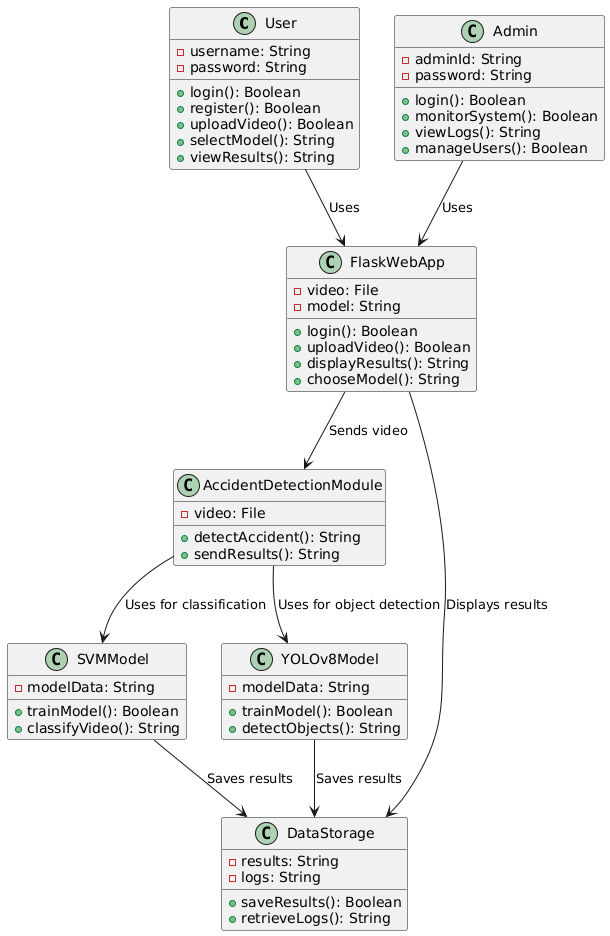 C User
username: String
password: String
login(): Boolean
register(): Boolean
uploadVideo(): Boolean
selectModel(): String
viewResults(): String
C Admin
adminId: String
password: String
login(): Boolean
monitorSystem(): Boolean
viewLogs(): String
manageUsers(): Boolean
Uses
Uses
C FlaskWebApp
video: File
model: String
login(): Boolean
uploadVideo(): Boolean
displayResults(): String
chooseModel(): String
Sends video
C AccidentDetectionModule
video: File
detectAccident(): String
sendResults(): String
Uses for classification
Uses for object detection
Displays results
C SVMModel
modelData: String
trainModel(): Boolean
classifyVideo(): String
C YOLOv8Model
modelData: String
trainModel(): Boolean
detectObjects(): String
Saves results
Saves results
C DataStorage
results: String
logs: String
saveResults(): Boolean
retrieveLogs(): String